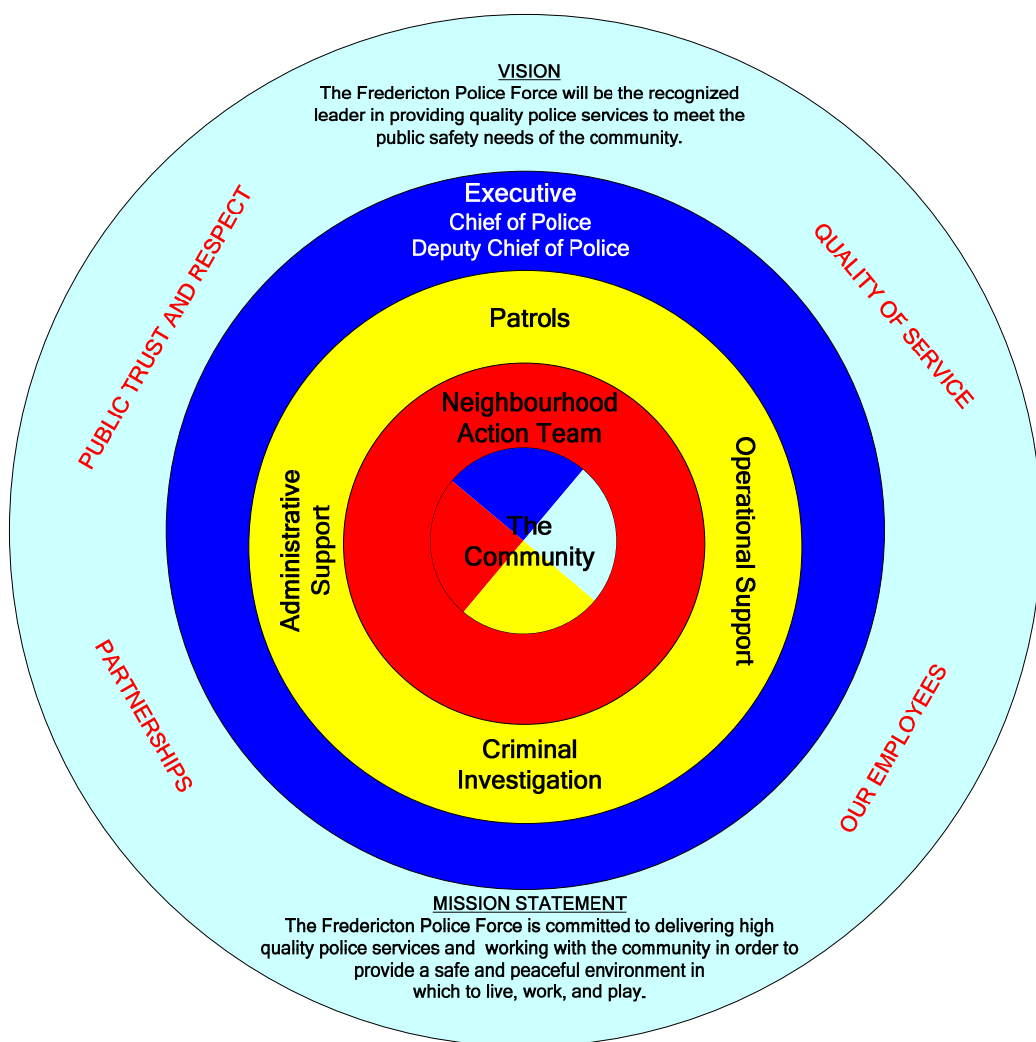 VISION
The Fredericton Police Force will be the recognized
leader in providing quality police services to meet the
public safety needs of the community.
PUBLIC TRUST AND RESPECT
QUALITY OF SERVICE
Executive
Chief of Police
Deputy Chief of Police
Patrols
Neighbourhood
Action Team
Administrative
Support
The
Community
Operational Support
Criminal
Investigation
PARTNERSHIPS
OUR EMPLOYEES
MISSION STATEMENT
The Fredericton Police Force is committed to delivering high
quality police services and working with the community in order to
provide a safe and peaceful environment in
which to live, work, and play.